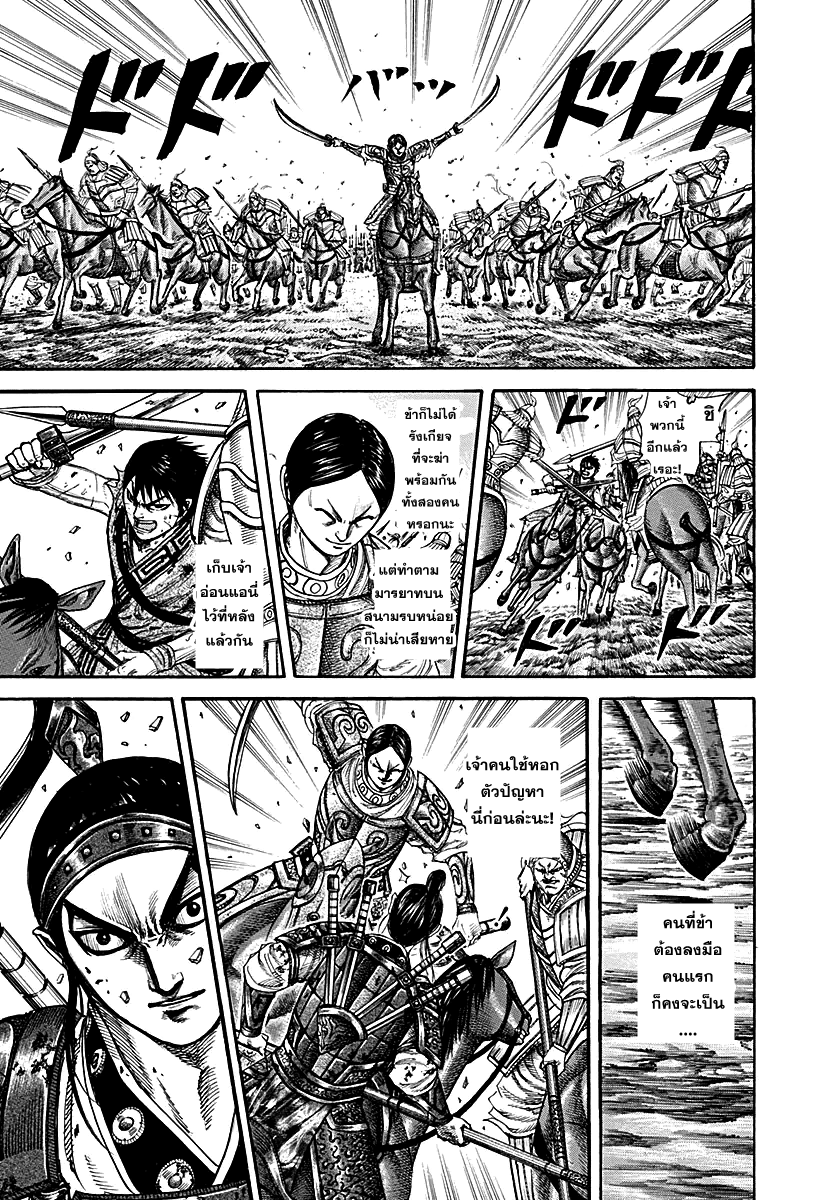 ドドド
バッ
ドド
เจ้า
พวกนี้
อีกแล้ว
เรอะ!
ขิ
ドド
ドド
ข้าก็ไม่ได้
รังเกียจ
ที่จะฆ่า
พร้อมกัน
ทั้งสองคน
หรอกนะ
แต่ทำตาม
มารยาทบน
สนามรบหน่อย
ก็ไม่น่าเสียหาย
เก็บเจ้า
อ่อนแอนี่
ไว้ที่หลัง
แล้วกัน
คนที่ข้า
ต้องลงมือ
คนแรก
ก็คงจะเป็น
....
เจ้าคนใช้หอก
ตัวปัญหา
นี่ก่อนล่ะนะ!